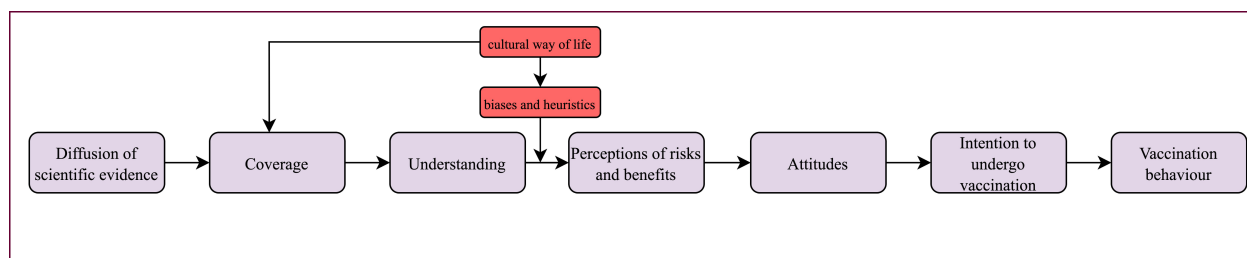 cultural way of life
biases and heuristics
Diffusion of
scientific evidence
Coverage
Understanding
Perceptions of risks
and benefits
Attitudes
Intention to
undergo
vaccination
Vaccination
behaviour